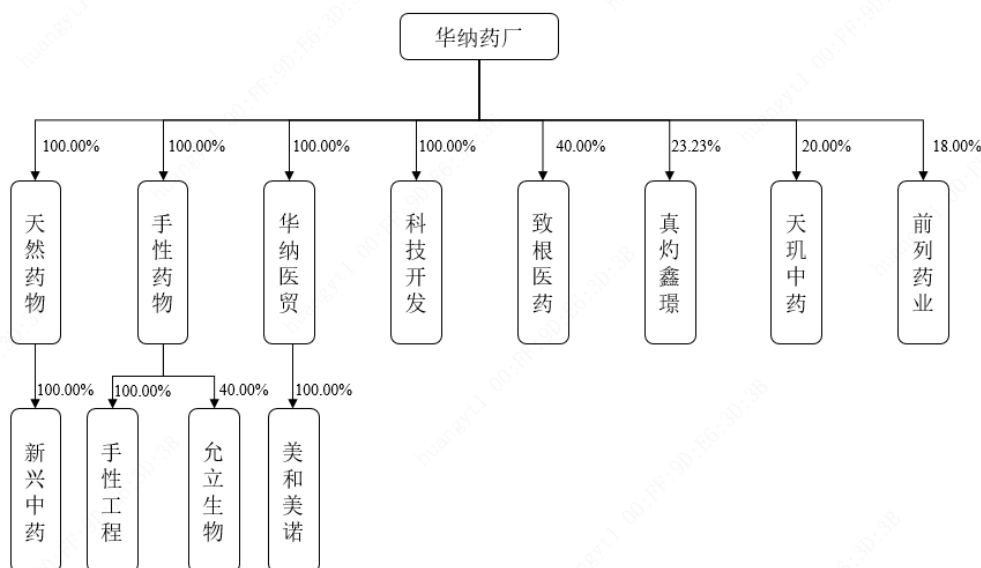 华纳药厂
100.00%
100.00%
100.00%
100.00%
40.00%
23.23%
20.00%
18.00%
天然药物
手性药物
华纳医贸
科技开发
致根医药
真灼鑫璟
天玑中药
前列药业
100.00%
100.00%
40.00%
100.00%
新兴中药
手性工程
允立生物
美和美诺